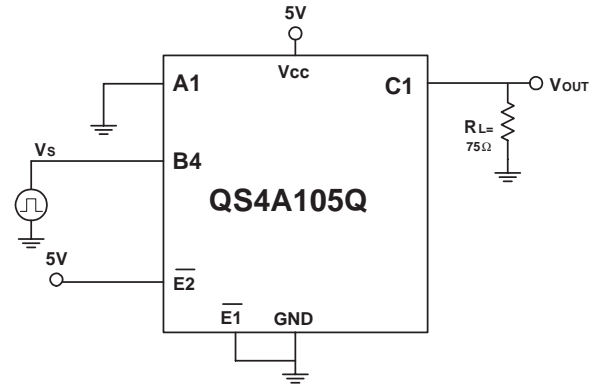 5V
Vcc
A1
C1
VOUT
RL=
75Ω
VS
B4
QS4A105Q
5V
E2
E1
GND